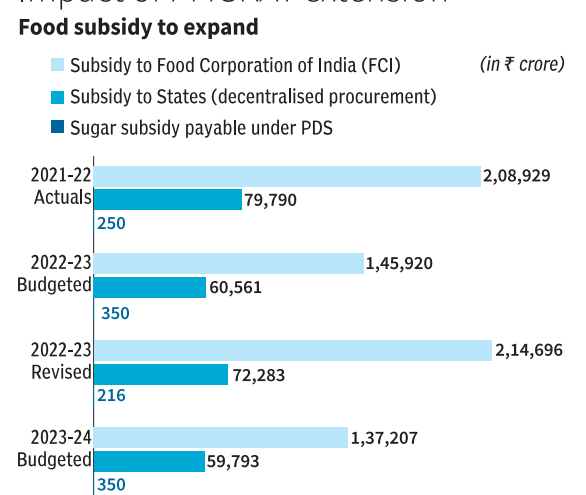 Food subsidy to expand
Subsidy to Food Corporation of India (FCI) (in ₹ crore)
Subsidy to States (decentralised procurement)
Sugar subsidy payable under PDS
2021-22 Actuals
2,08,929
79,790
250
2022-23 Budgeted
1,45,920
60,561
350
2022-23 Revised
2,14,696
72,283
216
2023-24 Budgeted
1,37,207
59,793
350